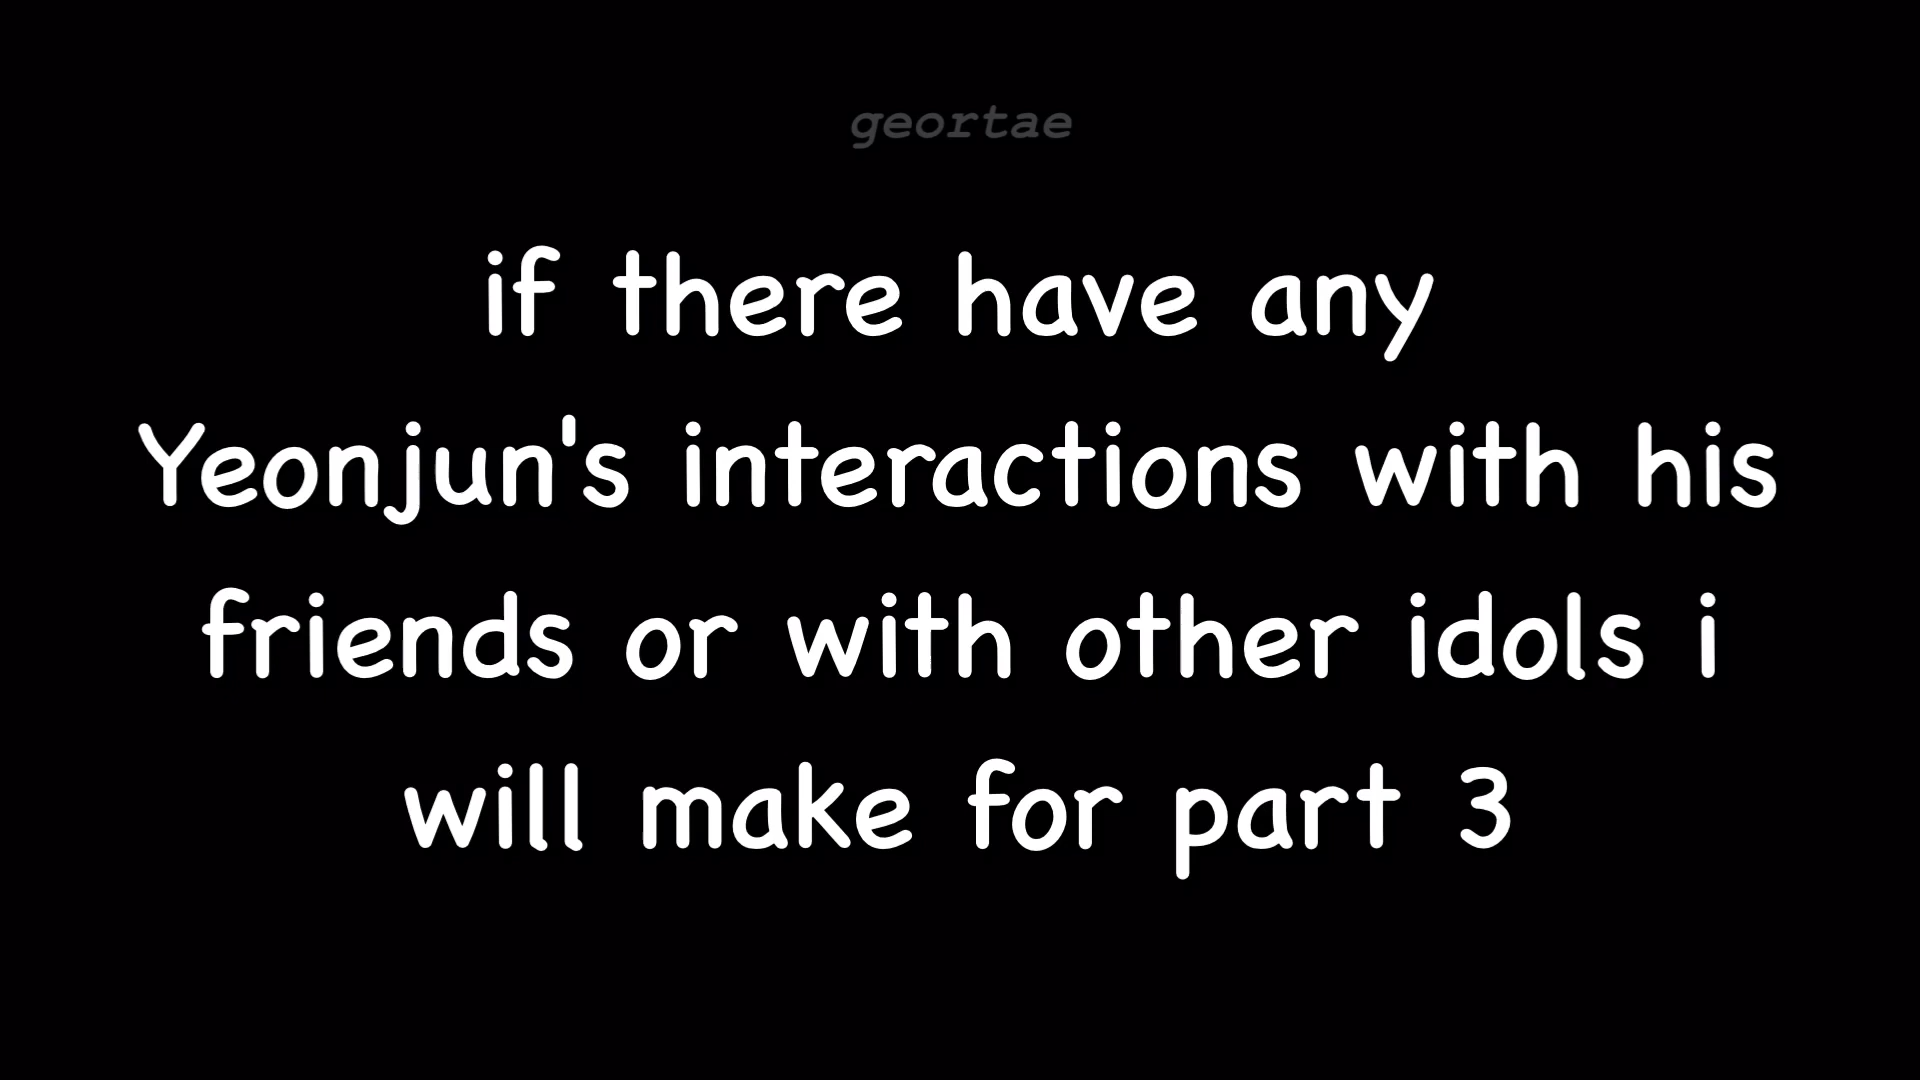 geortae
if there have any
Yeonjun's interactions with his
friends or with other idols i
will make for part 3